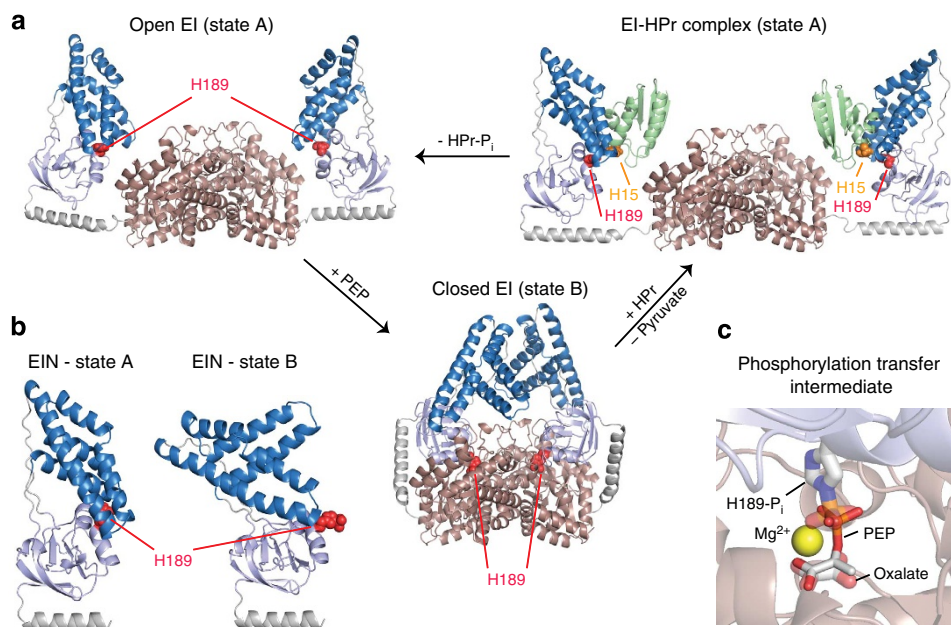 a
Open EI (state A)
H189
- HPr-Pi
EI-HPr complex (state A)
H15
H189
H15
H189
+ PEP
Closed EI (state B)
+ HPr
– Pyruvate
H189
b
EIN - state A
EIN - state B
H189
c
Phosphorylation transfer
intermediate
H189-Pi
Mg2+
PEP
Oxalate